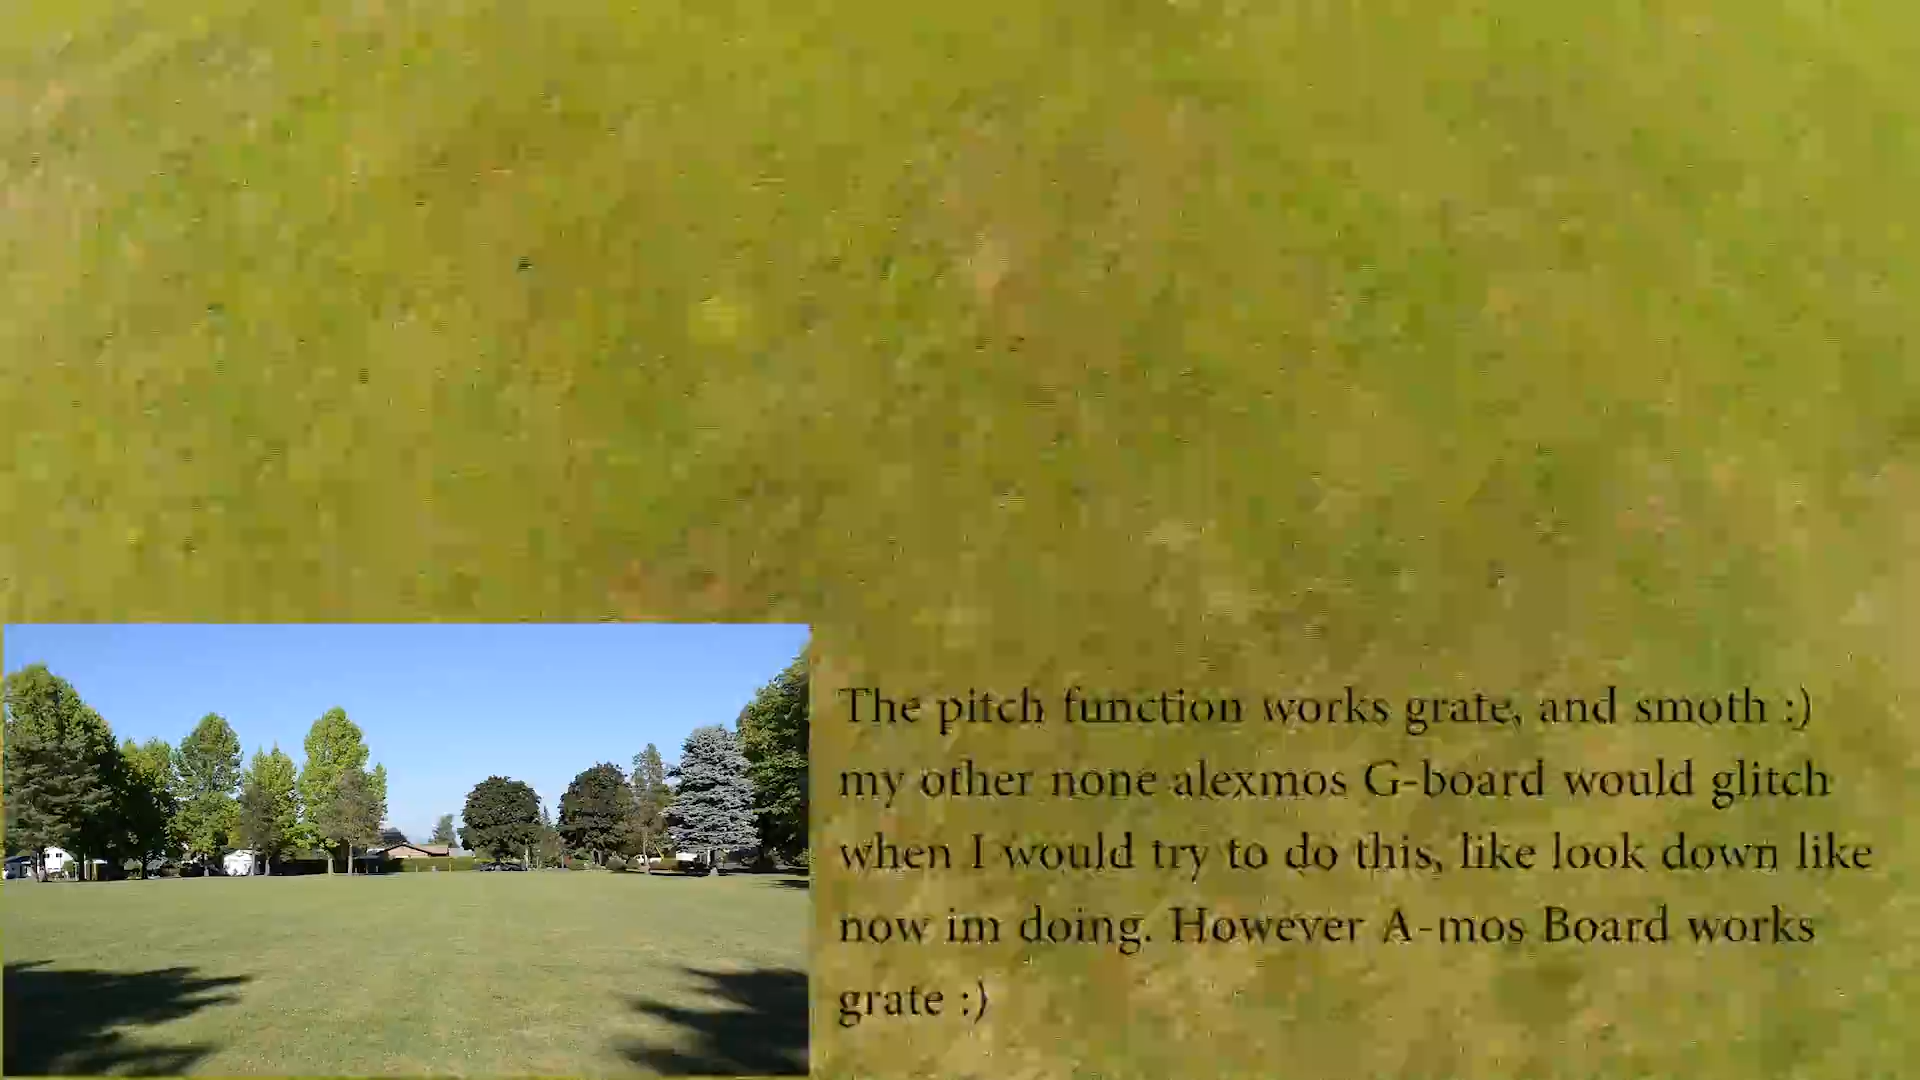 The pitch function works grate, and smoth :)
my other none alexmos G-board would glitch
when I would try to do this, like look down like
now im doing. However A-mos Board works
grate :)